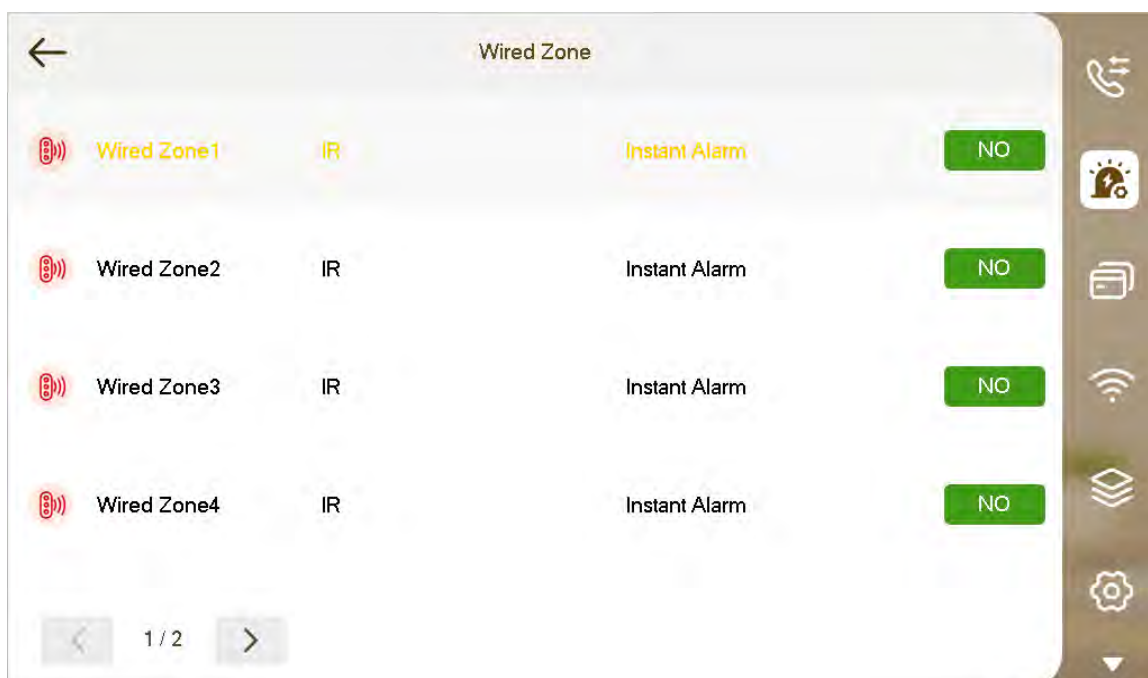 Wired Zone
Wired Zone1 IR Instant Alarm NO
Wired Zone2 IR Instant Alarm NO
Wired Zone3 IR Instant Alarm NO
Wired Zone4 IR Instant Alarm NO
1 / 2